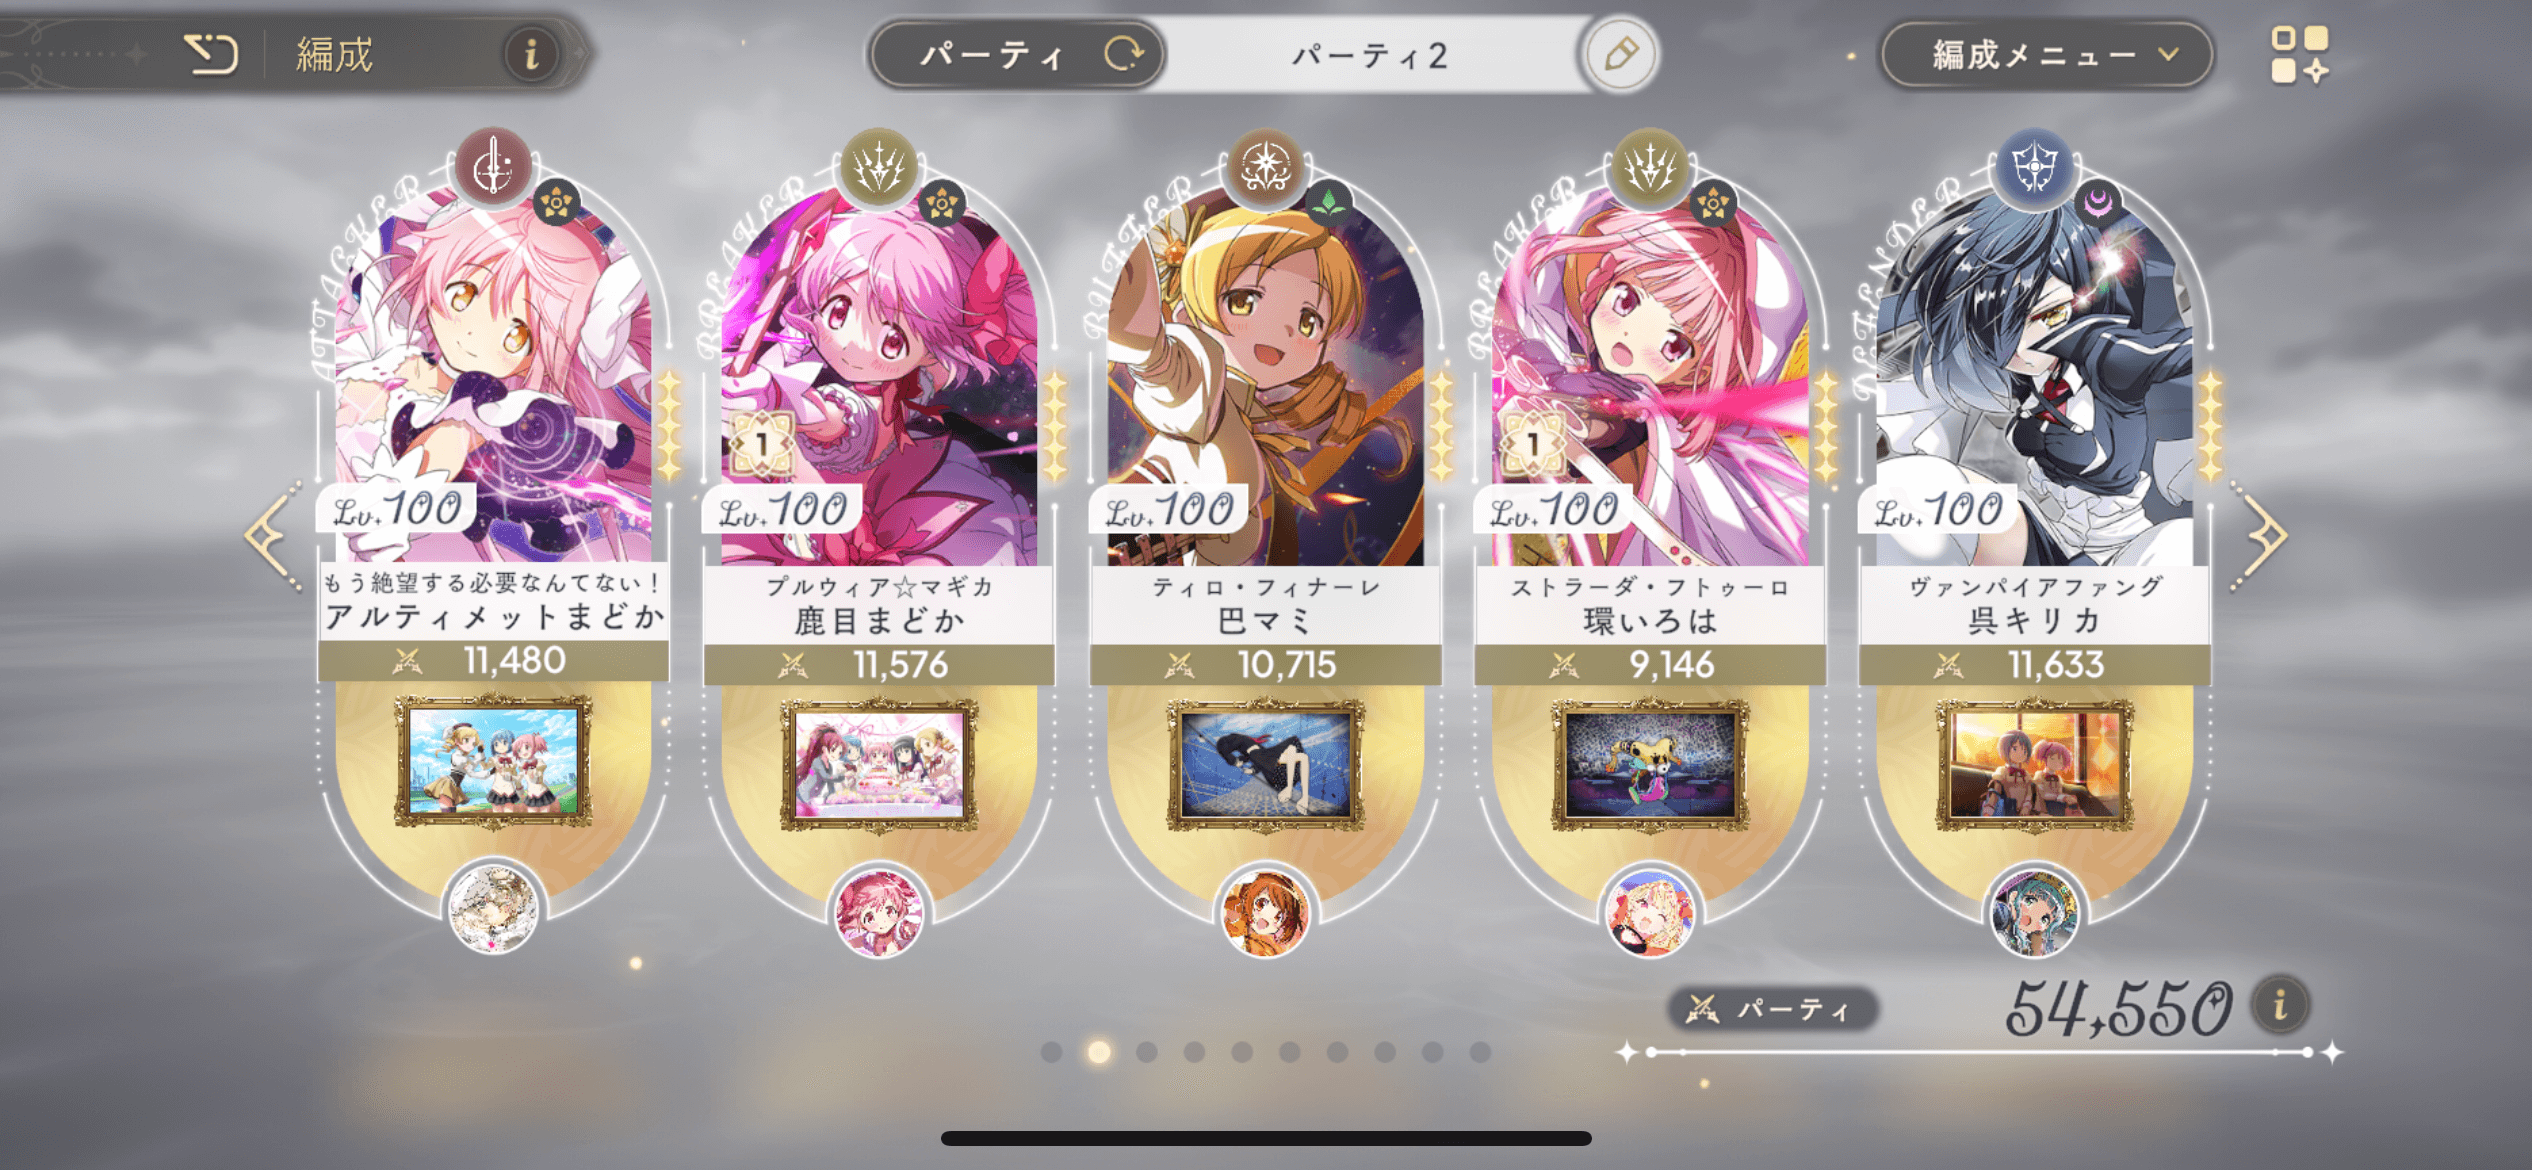 編成
i
パーティ
パーティ2
編成メニュー
ATTACKER
BREAKER
BUFFER
BREAKER
DEFENDER
1
1
Lv.100
Lv.100
Lv.100
Lv.100
Lv.100
もう絶望する必要なんてない!
アルティメットまどか
11,480
プルウィア☆マギカ
鹿目まどか
11,576
ティロ・フィナーレ
巴マミ
10,715
ストラーダ・フトゥーロ
環いろは
9,146
ヴァンパイアファング
呉キリカ
11,633
パーティ
54,550
i